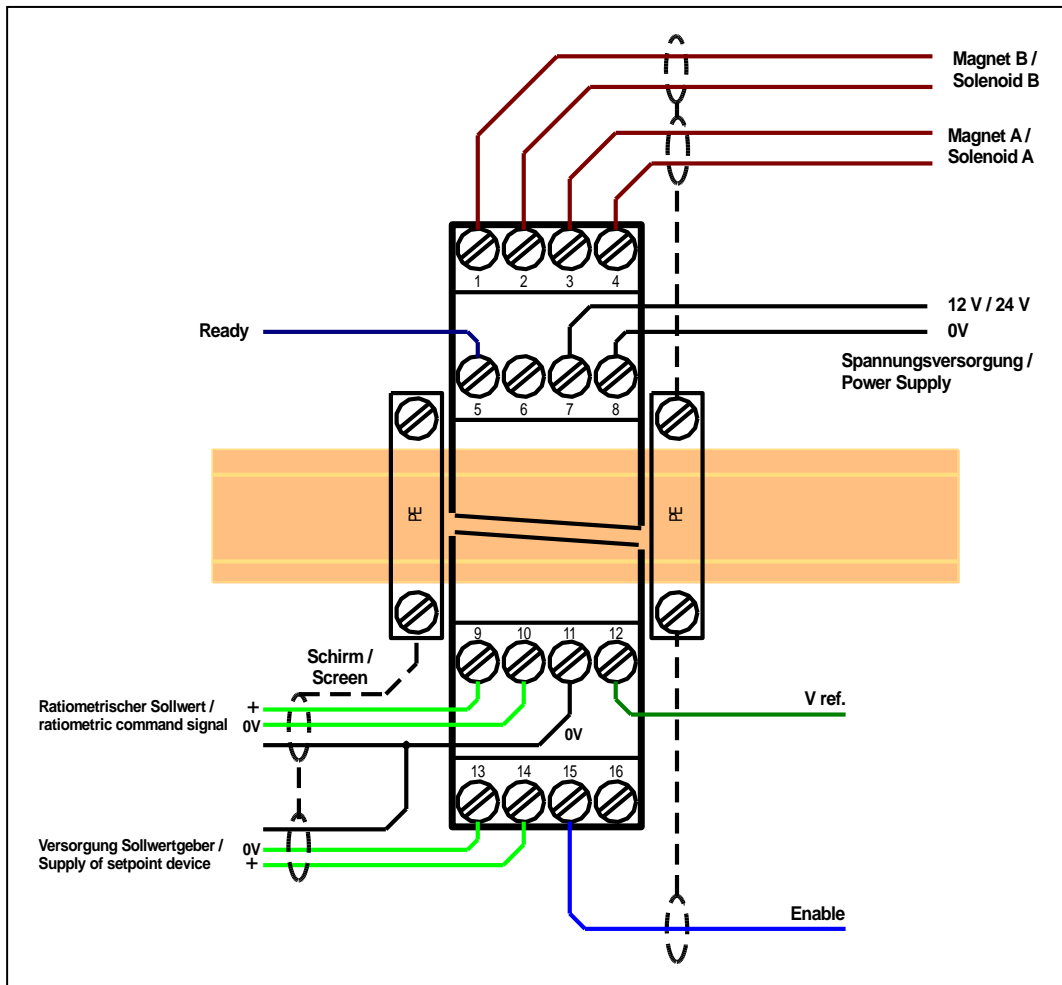 Magnet B /
Solenoid B
Magnet A /
Solenoid A
1 2 3 4
12 V / 24 V
Ready
0V
Spannungsversorgung /
Power Supply
5 6 7 8
PE PE
9 10 11 12
Schirm /
Screen
Ratiometrischer Sollwert / +
ratiometric command signal 0V
V ref.
0V
13 14 15 16
Versorgung Sollwertgeber / 0V
Supply of setpoint device +
Enable